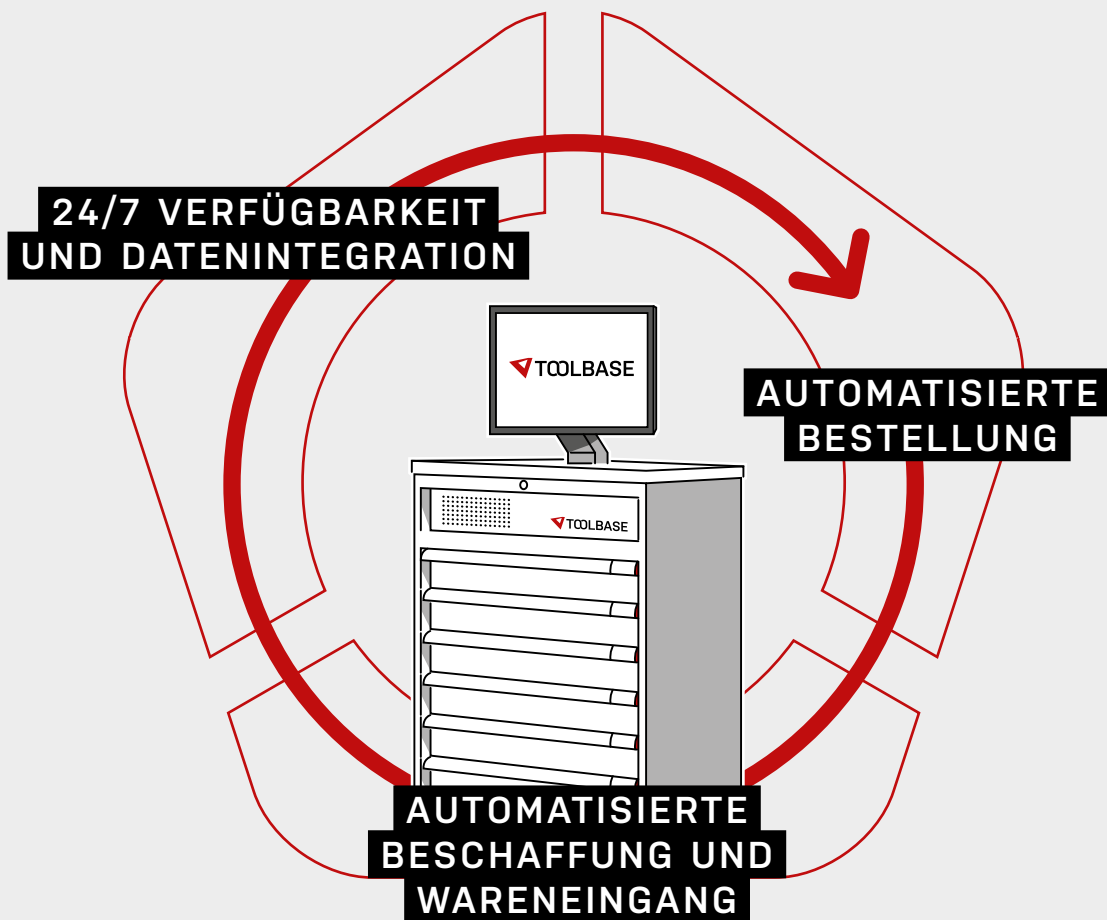 24/7 VERFÜGBARKEIT
UND DATENINTEGRATION
TOOLBASE
AUTOMATISIERTE
BESTELLUNG
TOOLBASE
AUTOMATISIERTE
BESCHAFFUNG UND
WARENEINGANG